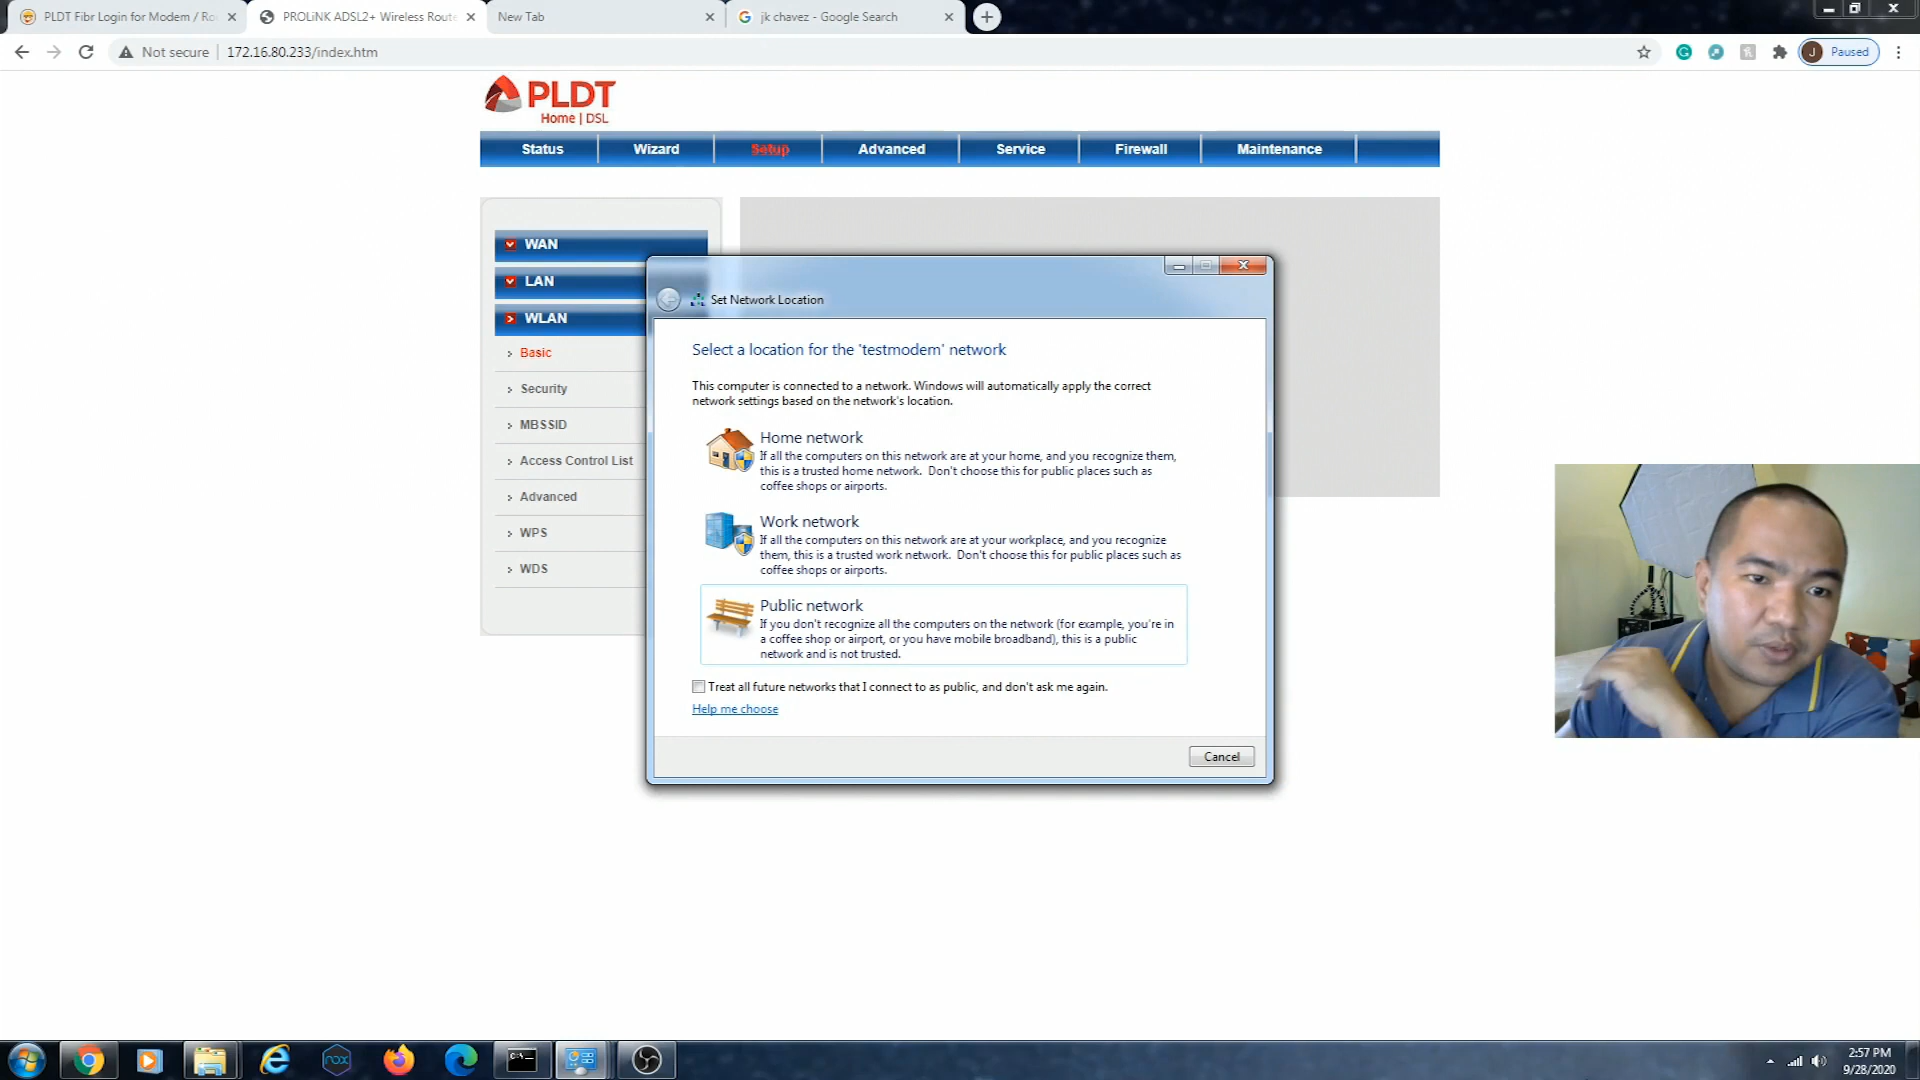 PLDT Fibr Login for Modem / Ro
PROLiNK ADSL2+ Wireless Route
New Tab
jk chavez - Google Search
Not secure
172.16.80.233/index.htm
J
Paused
PLDT
Home | DSL
Status
Wizard
Setup
Advanced
Service
Firewall
Maintenance
WAN
LAN
WLAN
Basic
Security
MBSSID
Access Control List
Advanced
WPS
WDS
Set Network Location
Select a location for the 'testmodem' network
This computer is connected to a network. Windows will automatically apply the correct
network settings based on the network's location.
Home network
If all the computers on this network are at your home, and you recognize them,
this is a trusted home network. Don't choose this for public places such as
coffee shops or airports.
Work network
If all the computers on this network are at your workplace, and you recognize
them, this is a trusted work network. Don't choose this for public places such as
coffee shops or airports.
Public network
If you don't recognize all the computers on the network (for example, you're in
a coffee shop or airport, or you have mobile broadband), this is a public
network and is not trusted.
Treat all future networks that I connect to as public, and don't ask me again.
Help me choose
Cancel
nox
2:57 PM
9/28/2020